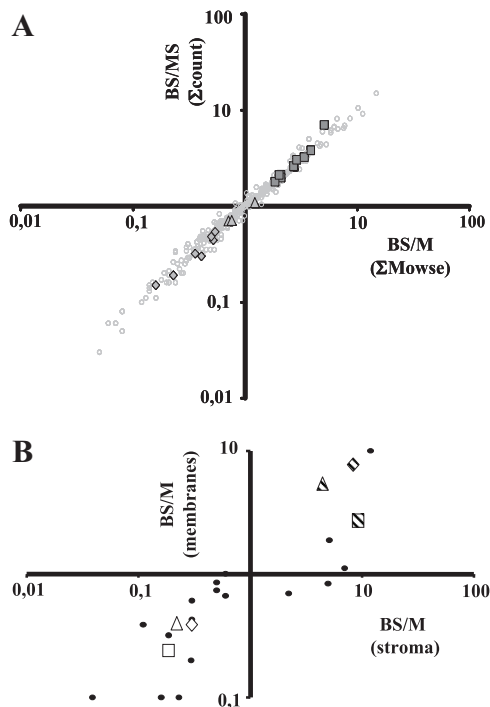 A
100
BS/MS
(Σcount)
10
0,01
0,1
10
100
BS/M
(ΣMowse)
0,1
0,01
B
10
BS/M
(membranes)
0,01
0,1
10
100
BS/M
(stroma)
0,1